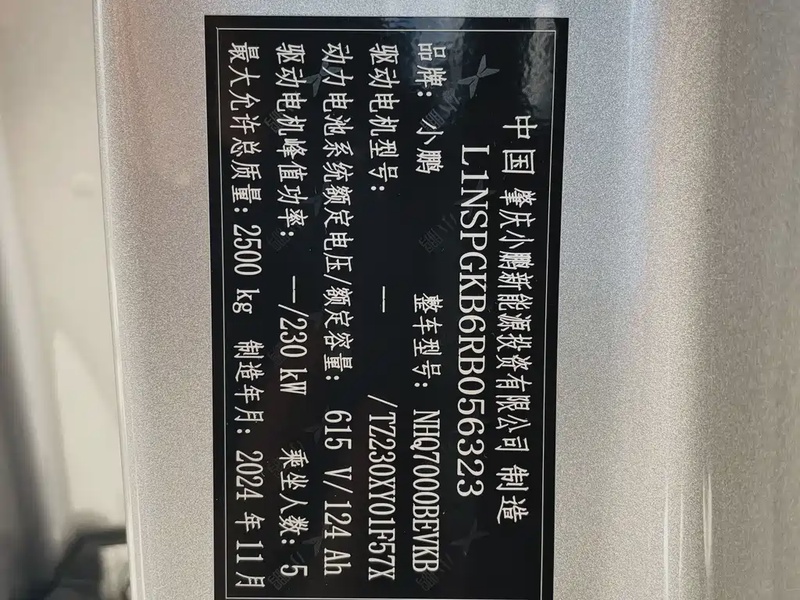 中国 肇庆小鹏新能源投资有限公司 制造
L1NSPGKB6RB056323
品牌：小鹏 整车型号：NHQ7000BEVKB
驱动电机型号： — /TZ230XY01F57X
动力电池系统额定电压/额定容量： 615 V/124 Ah
驱动电机峰值功率： —/230 kW 乘坐人数：5
最大允许总质量：2500 kg 制造年月：2024 年 11 月